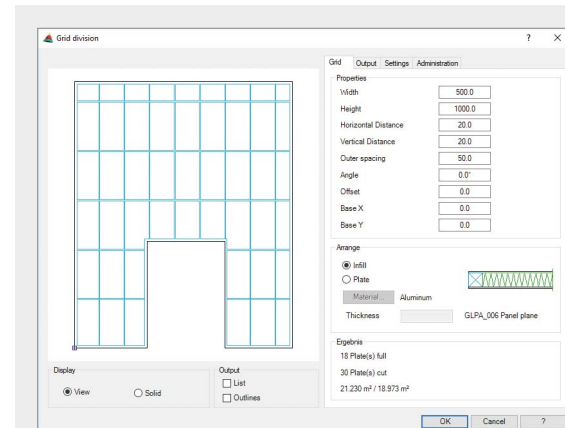 Grid division
? X
Grid Output Settings Administration
Properties
Width 500.0
Height 1000.0
Horizontal Distance 20.0
Vertical Distance 20.0
Outer spacing 50.0
Angle 0.0°
Offset 0.0
Base X 0.0
Base Y 0.0
Arrange
Infill
Plate
Material... Aluminum
Thickness GLPA_006 Panel plane
Ergebnis
18 Plate(s) full
30 Plate(s) cut
21.230 m² / 18.973 m²
Display
View Solid
Output
List
Outlines
OK Cancel ?